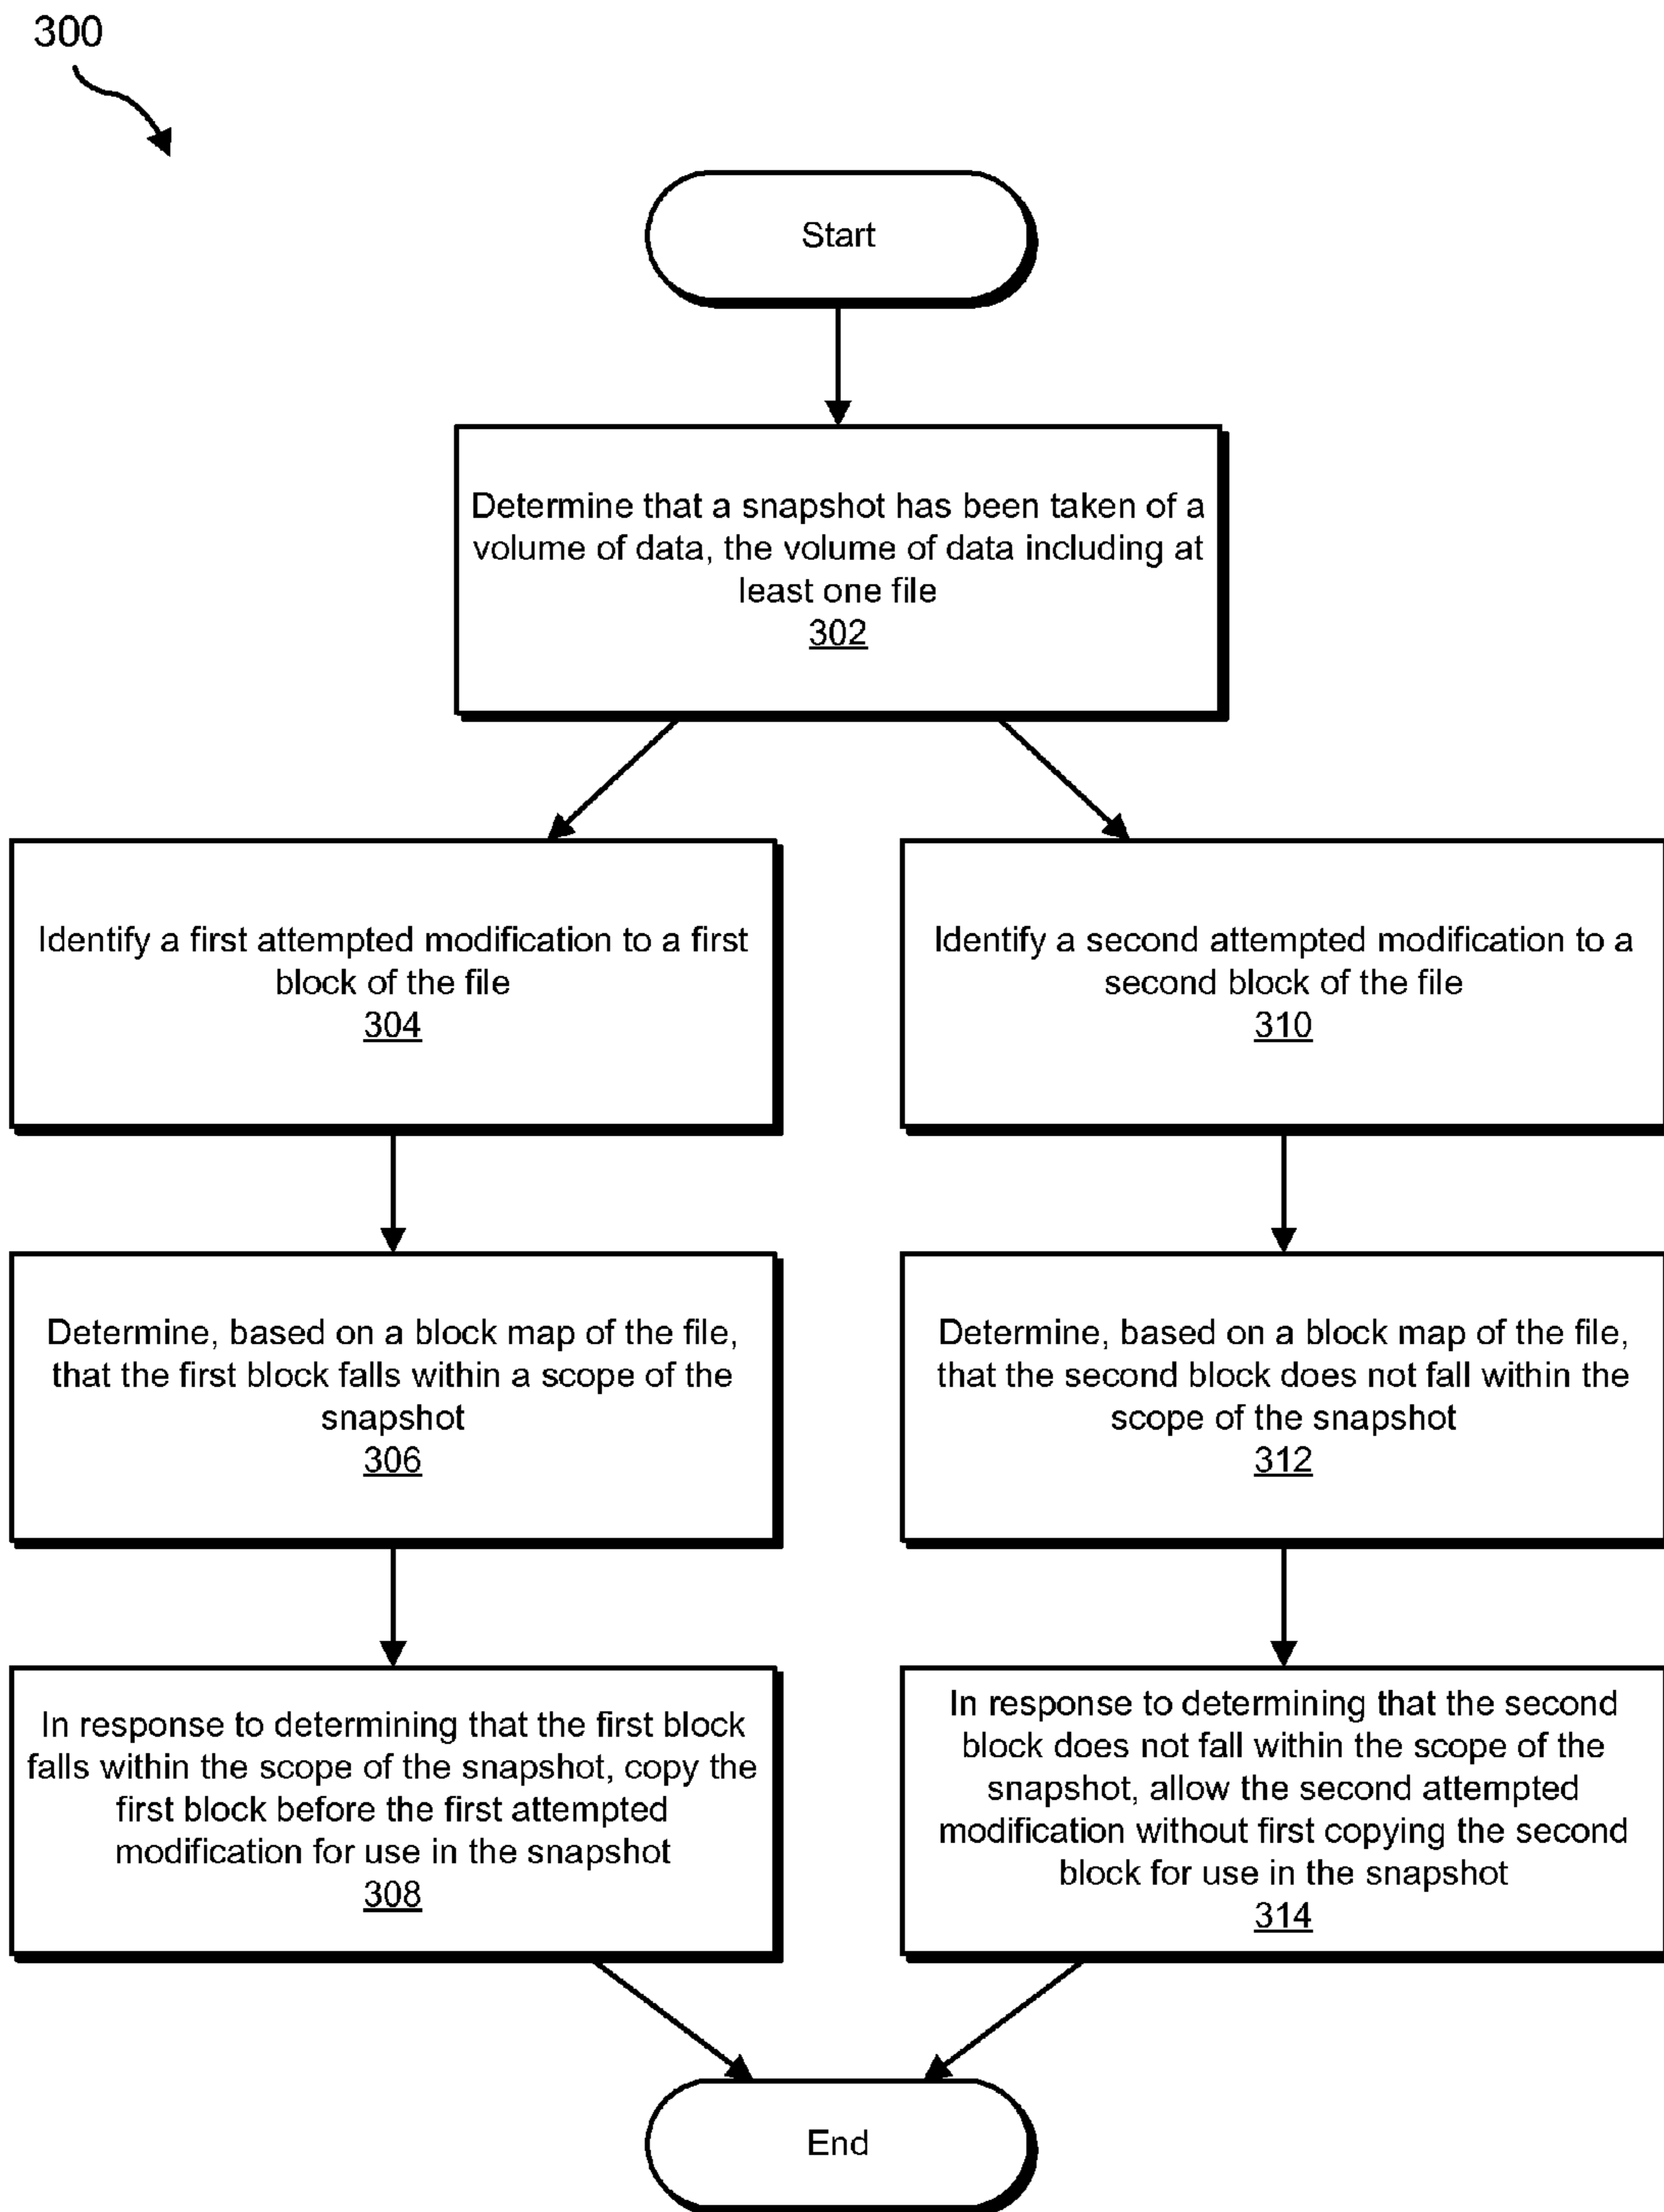 300
Start
Determine that a snapshot has been taken of a
volume of data, the volume of data including at
least one file
302
Identify a first attempted modification to a first
block of the file
304
Determine, based on a block map of the file,
that the first block falls within a scope of the
snapshot
306
In response to determining that the first block
falls within the scope of the snapshot, copy the
first block before the first attempted
modification for use in the snapshot
308
Identify a second attempted modification to a
second block of the file
310
Determine, based on a block map of the file,
that the second block does not fall within the
scope of the snapshot
312
In response to determining that the second
block does not fall within the scope of the
snapshot, allow the second attempted
modification without first copying the second
block for use in the snapshot
314
End